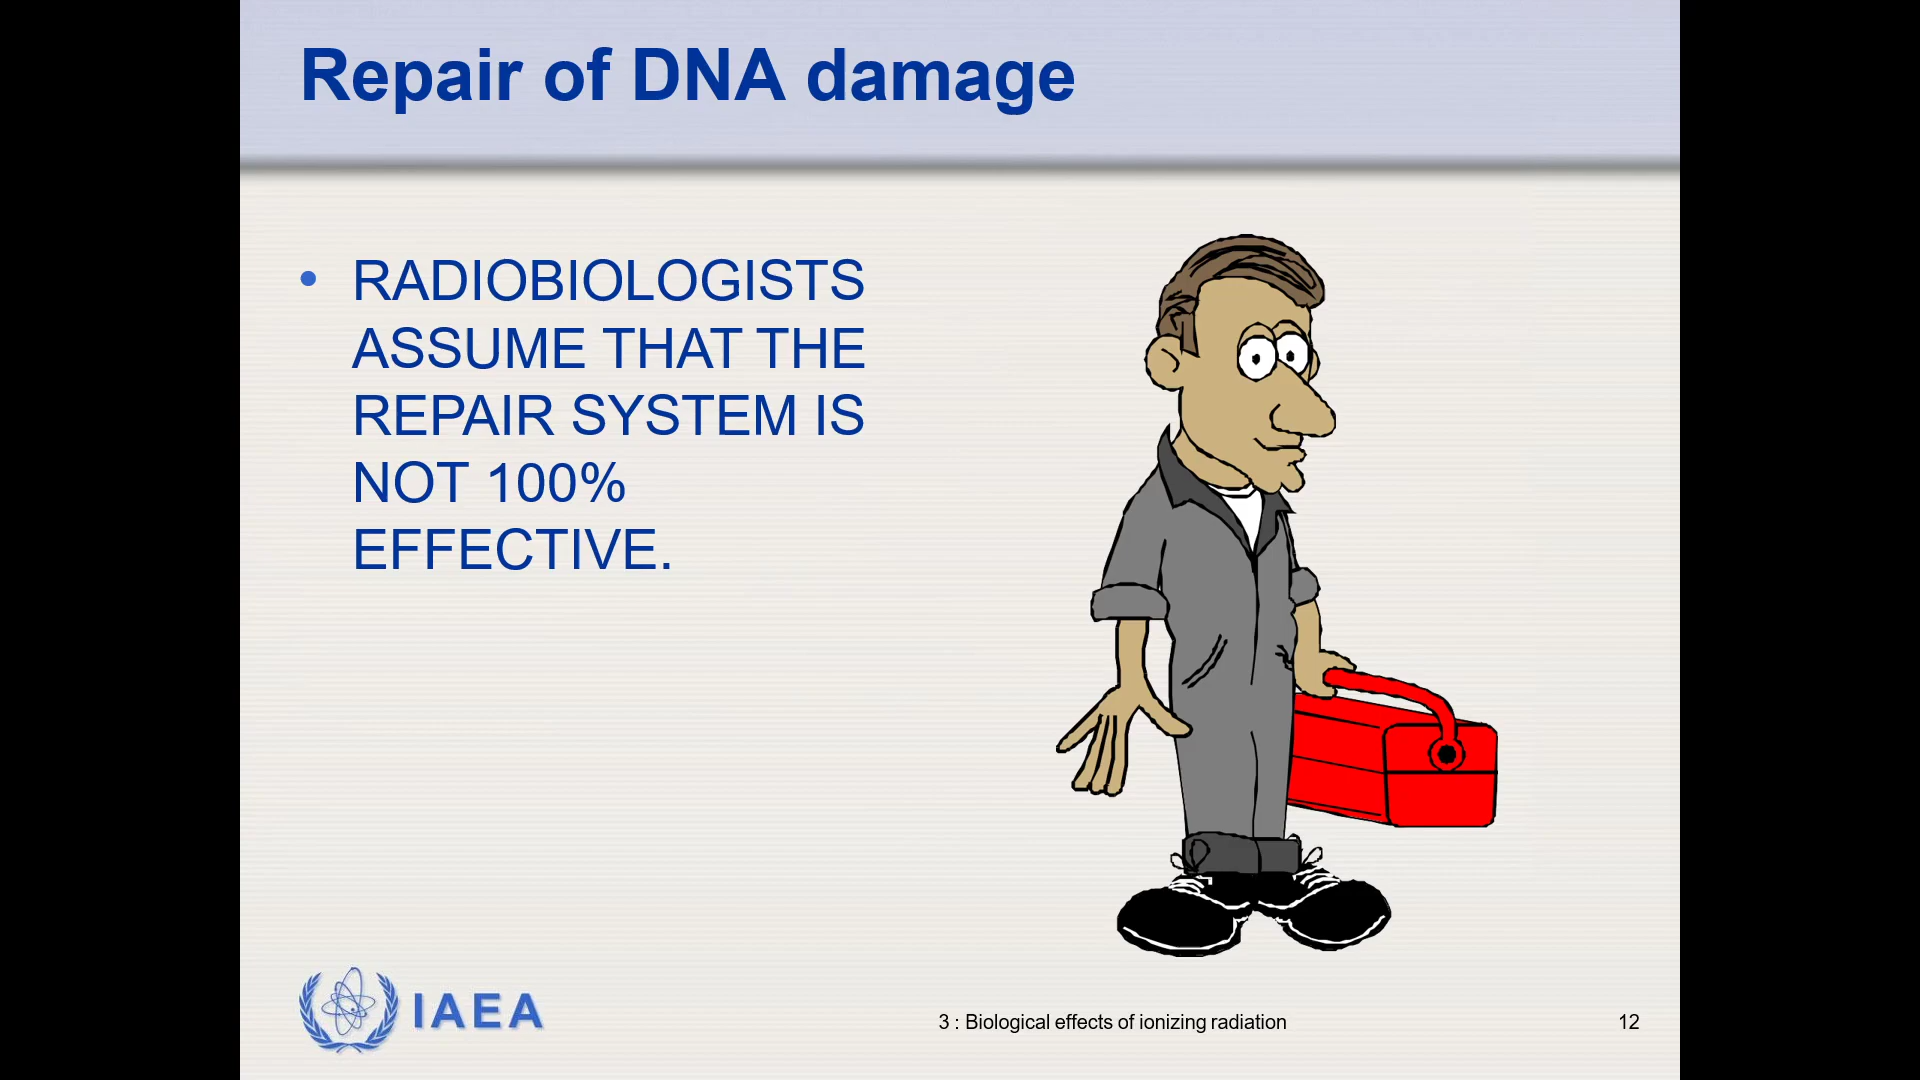 Repair of DNA damage
• RADIOBIOLOGISTS
ASSUME THAT THE
REPAIR SYSTEM IS
NOT 100%
EFFECTIVE.
IAEA
3 : Biological effects of ionizing radiation
12